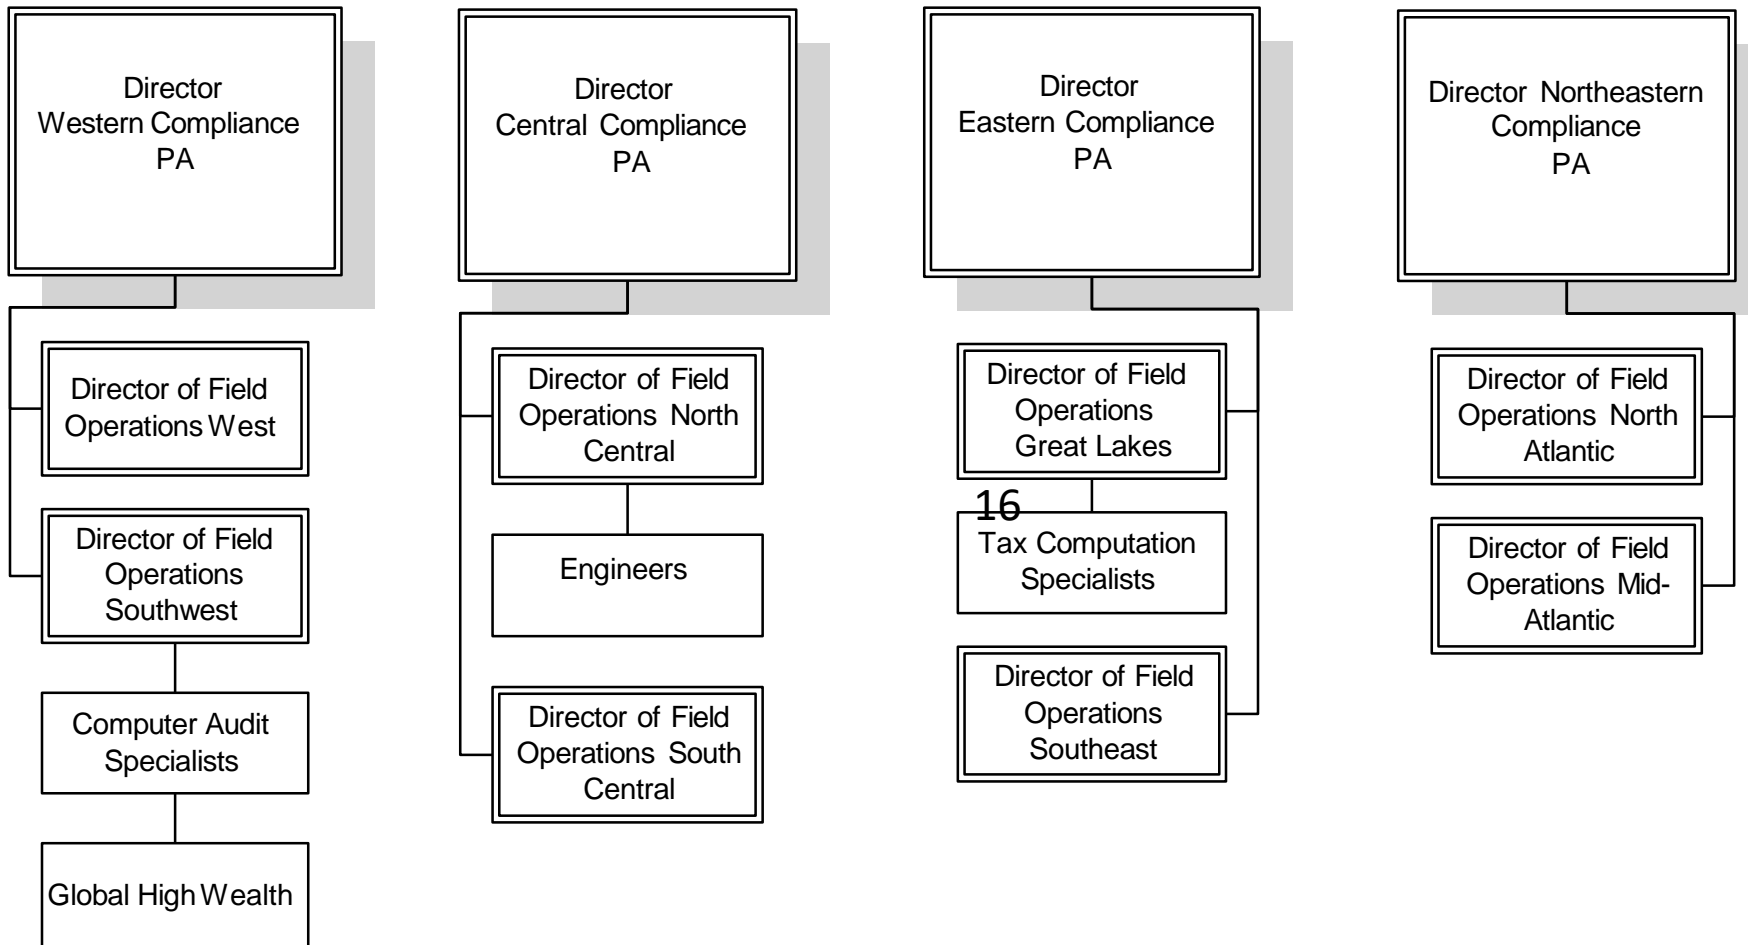 Director
Western Compliance
PA
Director of Field
Operations West
Director of Field
Operations
Southwest
Computer Audit
Specialists
Global High Wealth
Director
Central Compliance
PA
Director of Field
Operations North
Central
Engineers
Director of Field
Operations South
Central
Director
Eastern Compliance
PA
Director of Field
Operations
Great Lakes
16
Tax Computation
Specialists
Director of Field
Operations
Southeast
Director Northeastern
Compliance
PA
Director of Field
Operations North
Atlantic
Director of Field
Operations Mid-
Atlantic